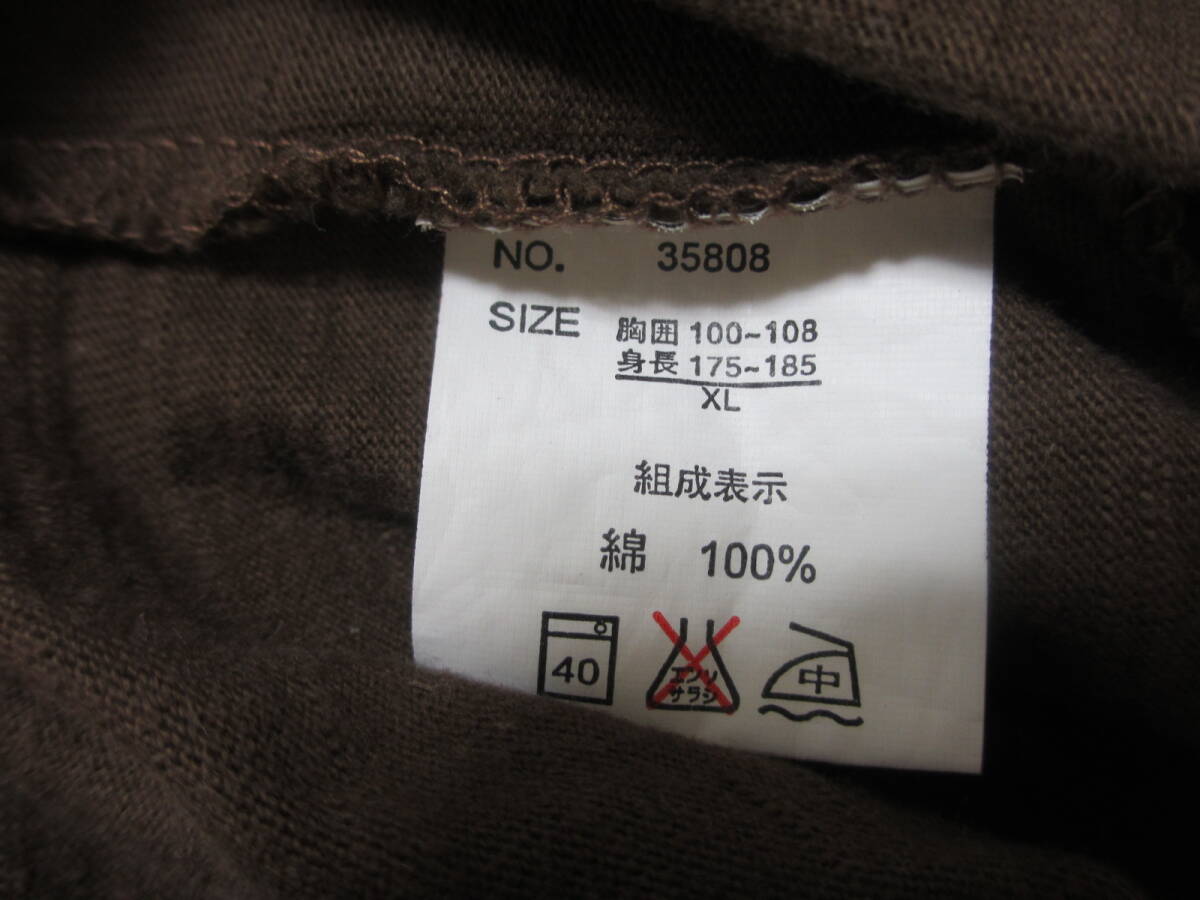 NO. 35808
SIZE 胸囲 100~108
身長 175~185
XL
組成表示
綿 100%
40
エンソ
サラシ
中